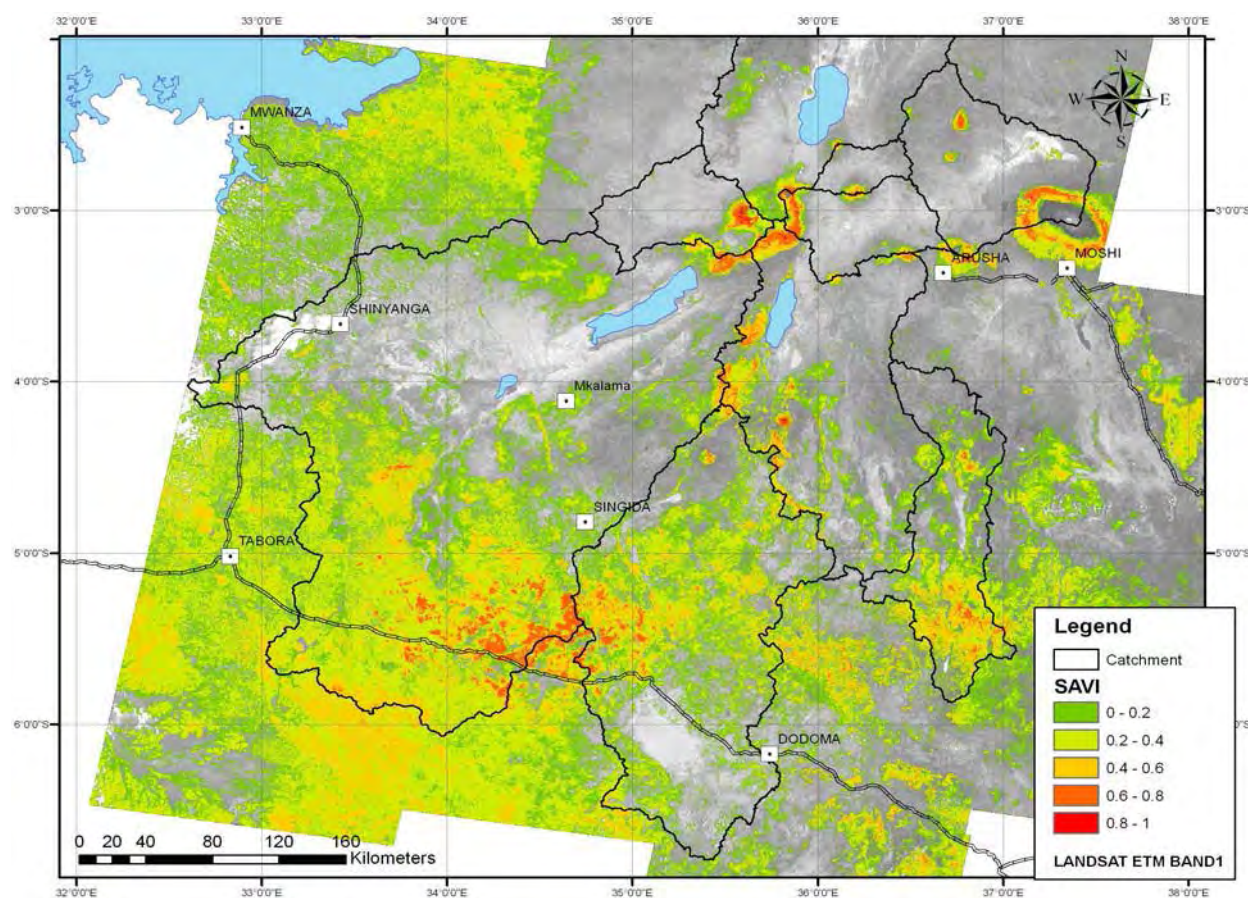 32°0'0"E 33°0'0"E 34°0'0"E 35°0'0"E 36°0'0"E 37°0'0"E 38°0'0"E
N
W E
S
MWANZA
3°0'0"S 3°0'0"S
ARUSHA
MOSHI
SHINYANGA
4°0'0"S 4°0'0"S
Mkalama
SINGIDA
TABORA
5°0'0"S 5°0'0"S
6°0'0"S 0'0"S
DODOMA
Legend
Catchment
SAVI
0 - 0.2
0.2 - 0.4
0.4 - 0.6
0.6 - 0.8
0.8 - 1
LANDSAT ETM BAND1
0 20 40 80 120 160
Kilometers
32°0'0"E 33°0'0"E 34°0'0"E 35°0'0"E 36°0'0"E 37°0'0"E 38°0'0"E